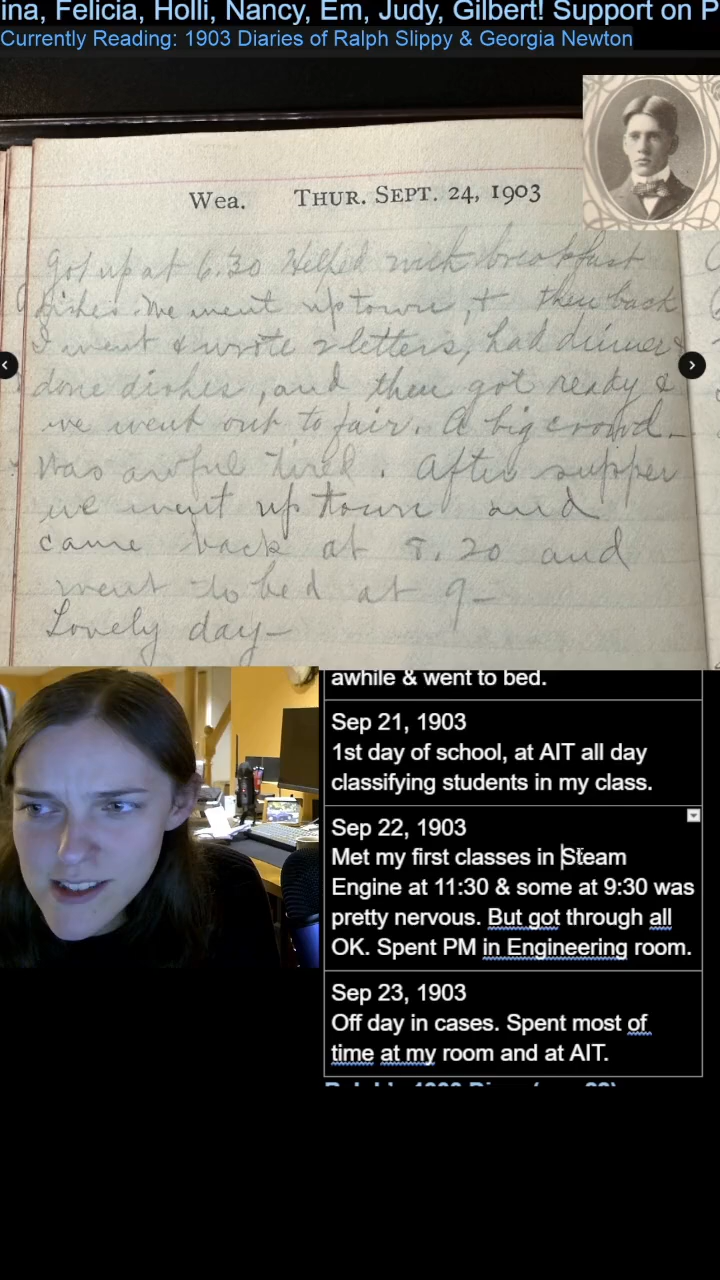 ina, Felicia, Holli, Nancy, Em, Judy, Gilbert! Support on P
Currently Reading: 1903 Diaries of Ralph Slippy & Georgia Newton
Wea. THUR. SEPT. 24, 1903
Got up at 6.30 Helped with breakfast
dishes. We went up town, & then back
I went & wrote 2 letters, had dinner &
done dishes, and then got ready &
we went out to fair. A big crowd-
Was awful tired. After supper
we went up town and
came back at 8.20 and
went to bed at 9-
Lovely day-
awhile & went to bed.
Sep 21, 1903
1st day of school, at AIT all day
classifying students in my class.
Sep 22, 1903
Met my first classes in Steam
Engine at 11:30 & some at 9:30 was
pretty nervous. But got through all
OK. Spent PM in Engineering room.
Sep 23, 1903
Off day in cases. Spent most of
time at my room and at AIT.